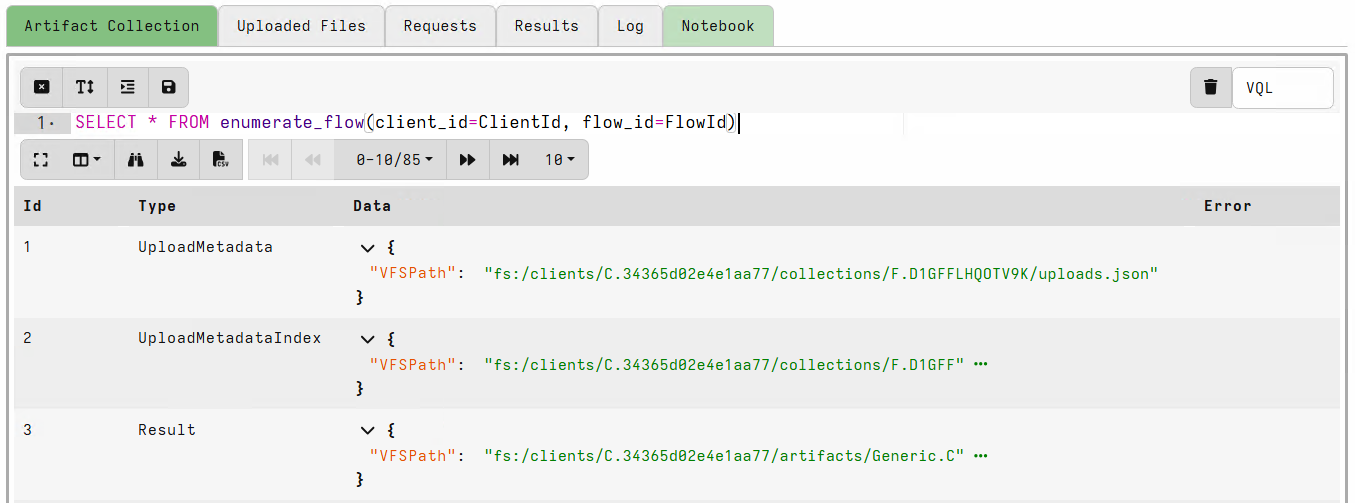 Artifact Collection Uploaded Files Requests Results Log Notebook
VQL
1 SELECT * FROM enumerate_flow(client_id=ClientId, flow_id=FlowId)
CSV 0-10/85 10
Id Type Data Error
1 UploadMetadata {
"VFSPath": "fs:/clients/C.34365d02e4e1aa77/collections/F.D1GFFLHQOTV9K/uploads.json"
}
2 UploadMetadataIndex {
"VFSPath": "fs:/clients/C.34365d02e4e1aa77/collections/F.D1GFF" ···
}
3 Result {
"VFSPath": "fs:/clients/C.34365d02e4e1aa77/artifacts/Generic.C" ···
}